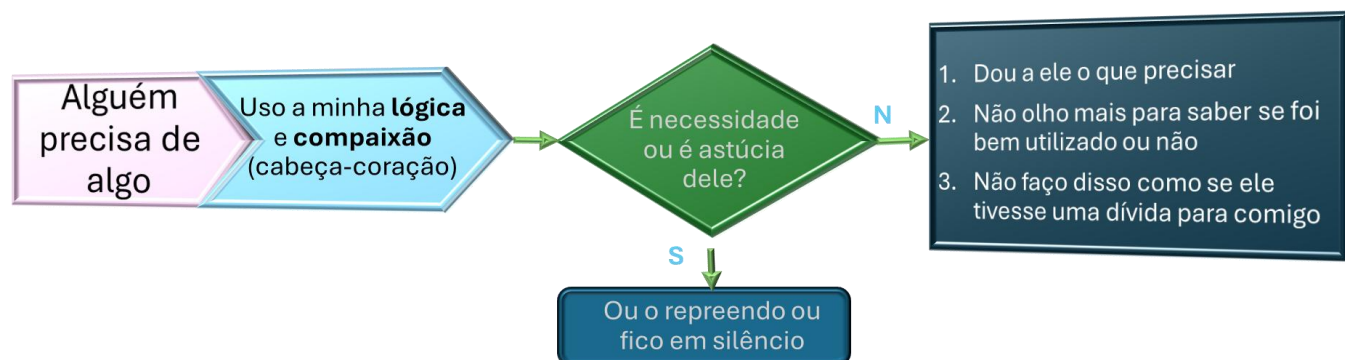 Alguém
precisa de
algo
Uso a minha lógica
e compaixão
(cabeça-coração)
É necessidade
ou é astúcia
dele?
N
1. Dou a ele o que precisar
2. Não olho mais para saber se foi
bem utilizado ou não
3. Não faço disso como se ele
tivesse uma dívida para comigo
S
Ou o repreendo ou
fico em silêncio